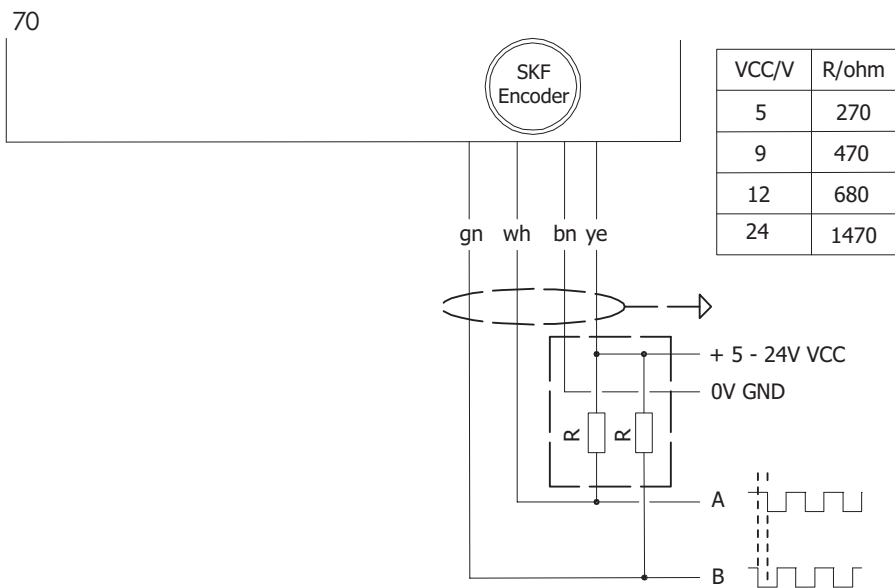 70
SKF
Encoder
VCC/V R/ohm
5 270
9 470
12 680
24 1470
gn wh bn ye
+ 5 - 24V VCC
0V GND
R R
A
B